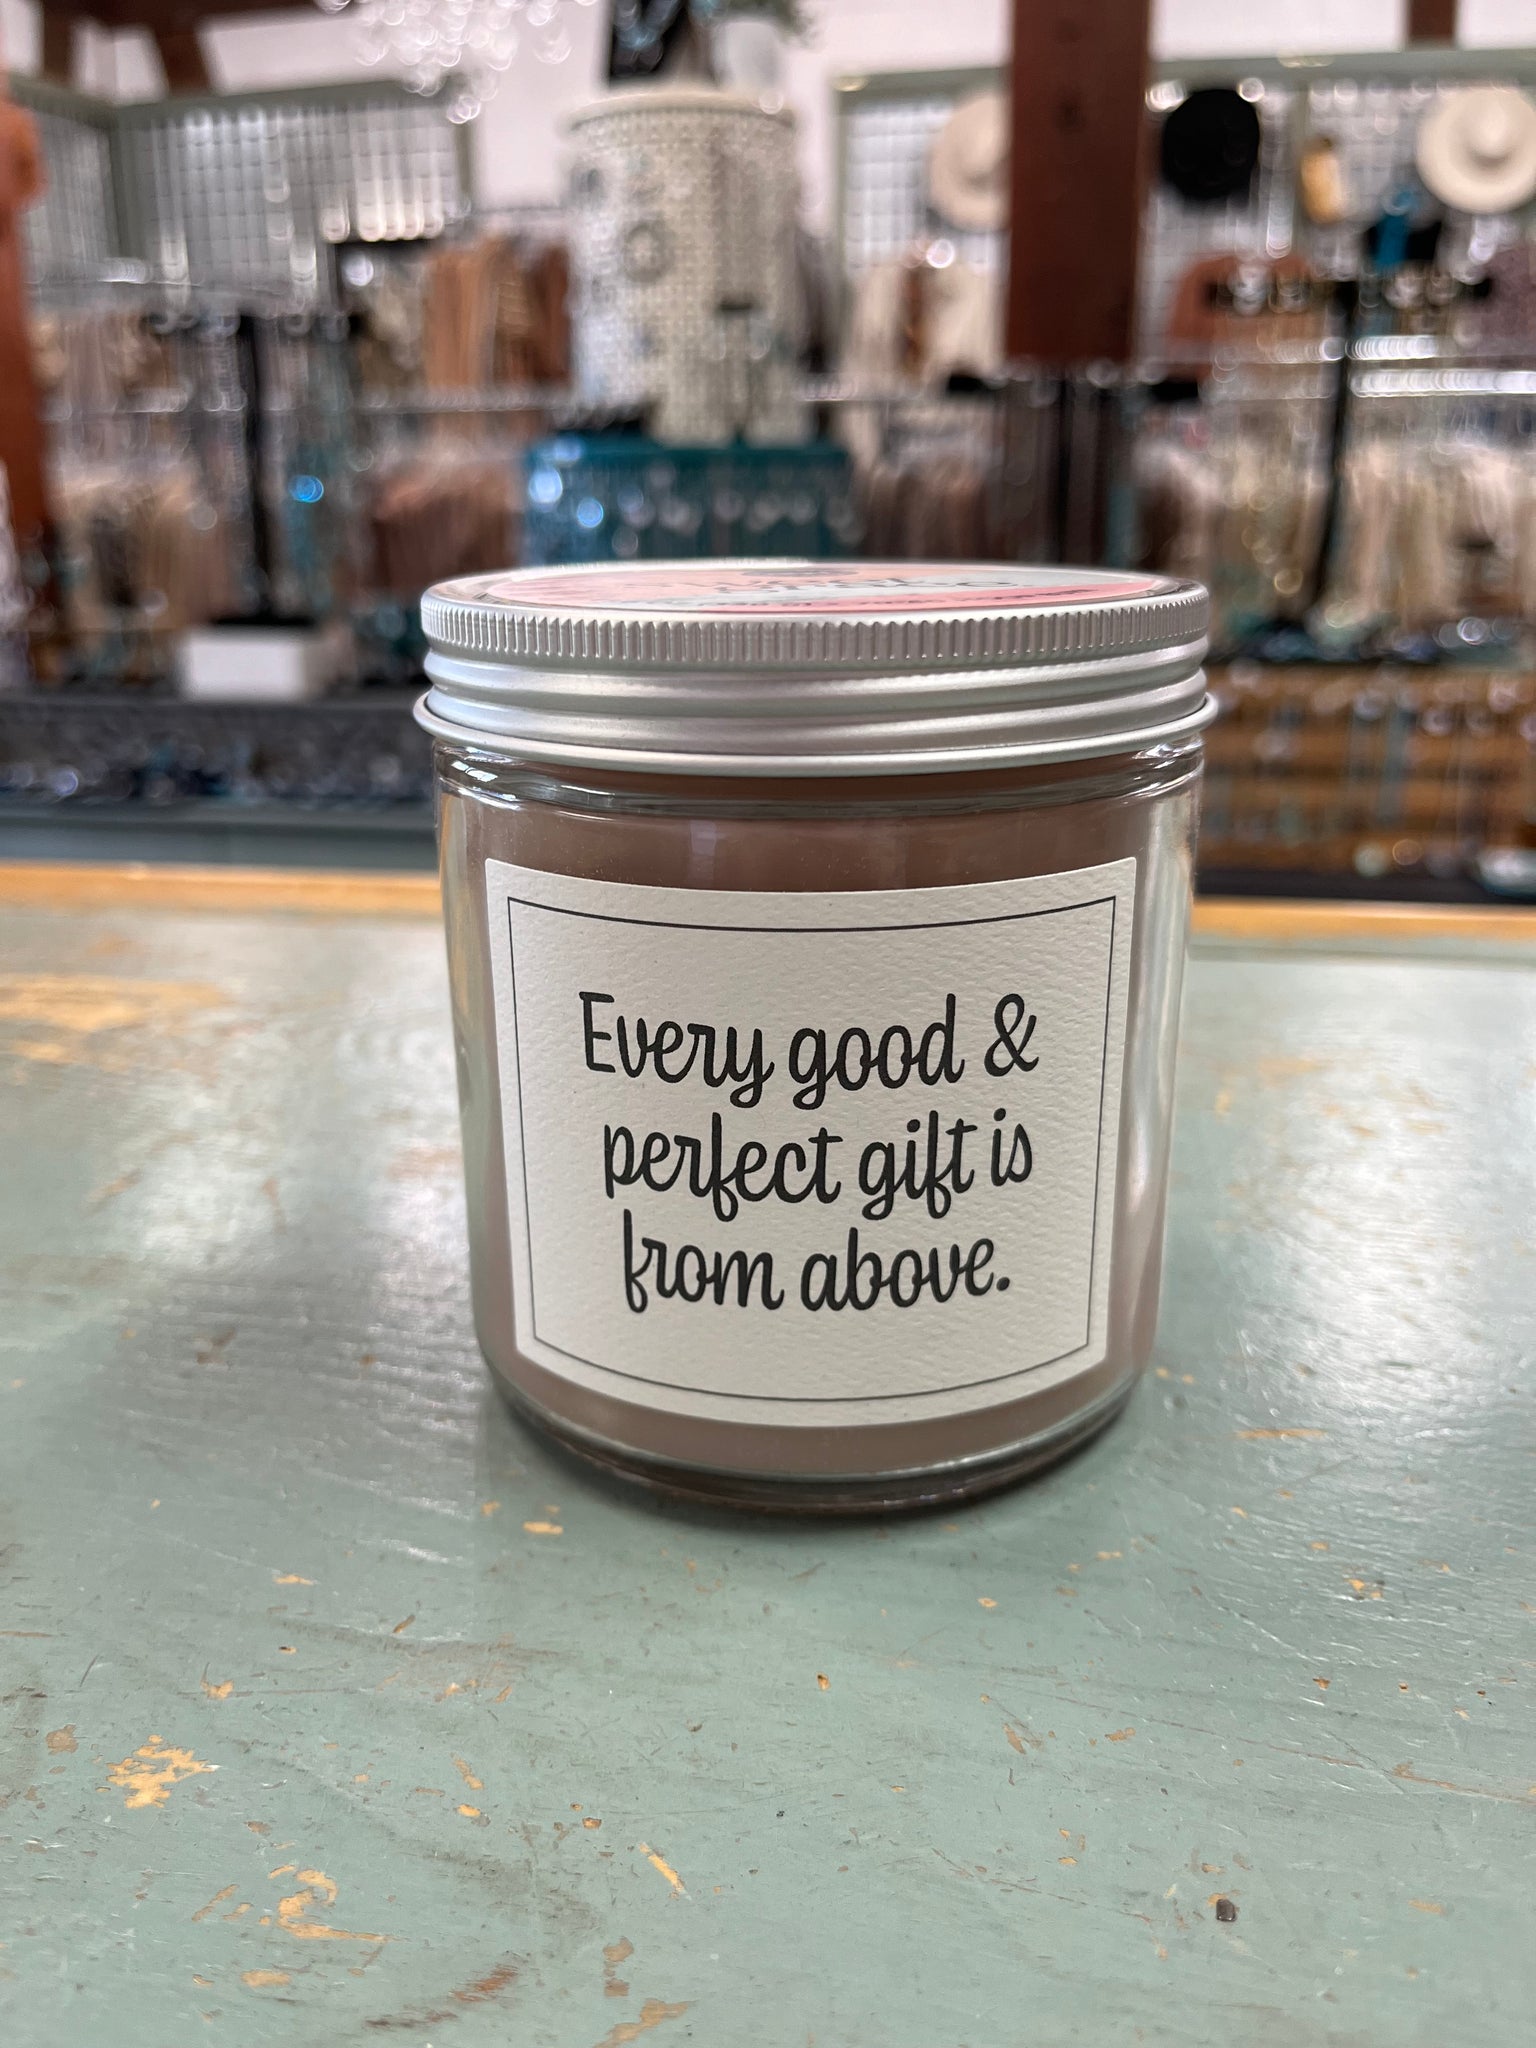 Every good &
perfect gift is
from above.